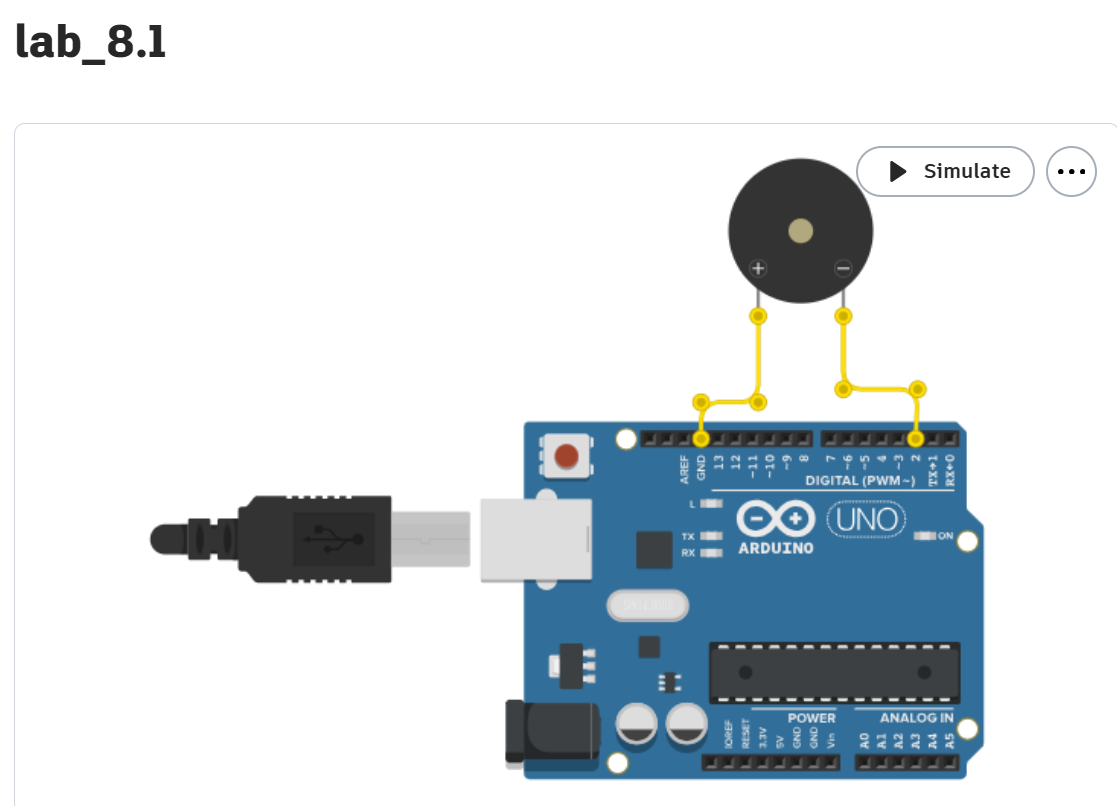 lab_8.1
Simulate
+ −
AREF
GND
13
12
~11
~10
~9
8
7
~6
~5
4
~3
2
TX→1
RX←0
DIGITAL (PWM~)
L
TX
RX
UNO
ON
ARDUINO
POWER
ANALOG IN
IOREF
RESET
3.3V
5V
GND
GND
Vin
A0
A1
A2
A3
A4
A5